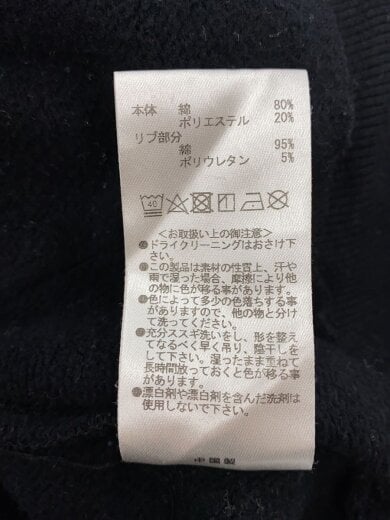 本体 綿 80%
ポリエステル 20%
リブ部分
綿 95%
ポリウレタン 5%
40
<お取扱い上の御注意>
●ドライクリーニングはおさけ下
さい。
●この製品は素材の性質上、汗や
雨で湿った場合、摩擦により他
の物に色が移る事があります。
●色によって多少の色落ちする事
がありますので、他の物と分け
て洗ってください。
●充分ススギ洗いをし、形を整え
てなるべく早く吊り、陰干しを
して下さい。湿ったまま重ねて
長時間放っておくと色が移る事
があります。
●漂白剤や漂白剤を含んだ洗剤は
使用しないで下さい。
中国製